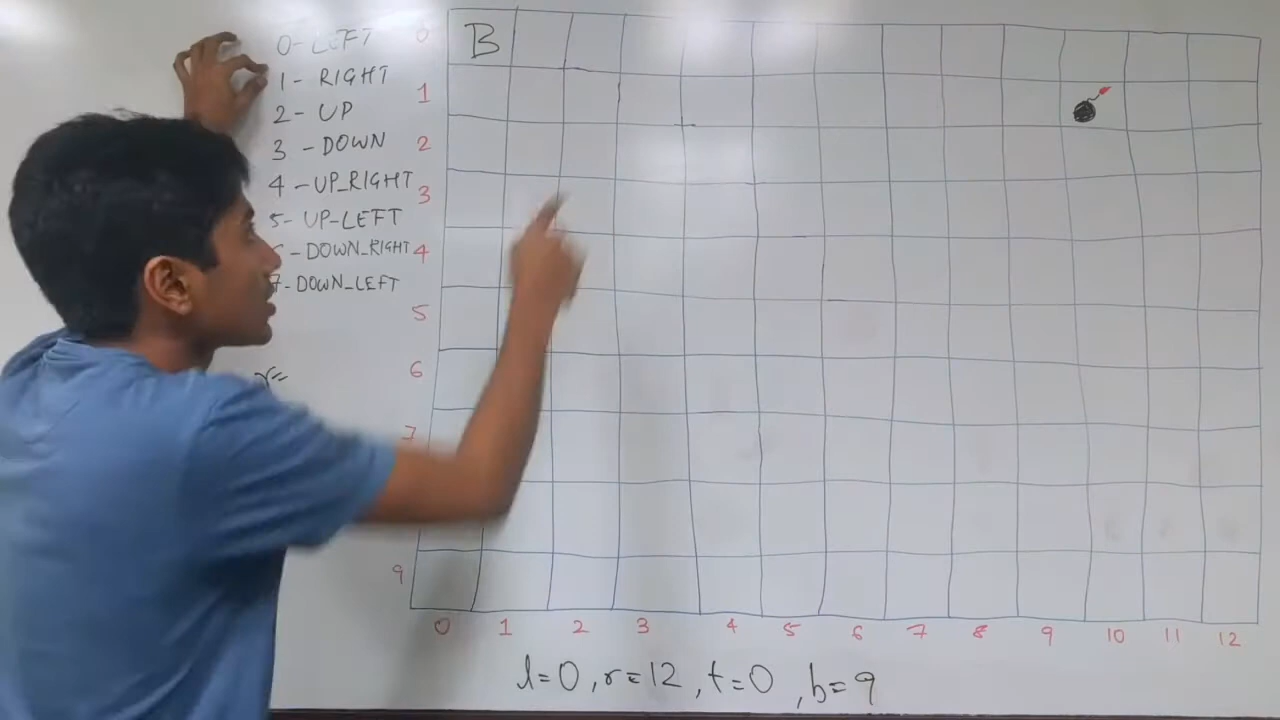 0- LEFT
1- RIGHT
2- UP
3 - DOWN
4 - UP_RIGHT
5- UP-LEFT
- DOWN_RIGHT
7- DOWN_LEFT
r=
B
0
1
2
3
4
5
6
7
9
0 1 2 3 4 5 6 7 8 9 10 11 12
l=0, r=12, t=0, b=9